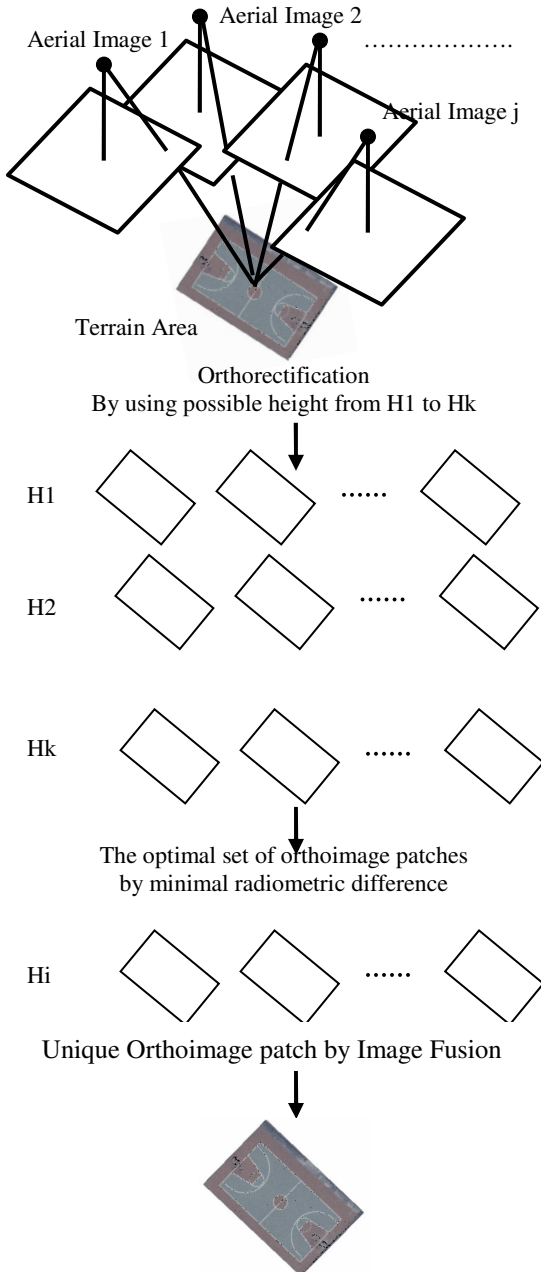 Aerial Image 1
Aerial Image 2
………………….
Aerial Image j
Terrain Area
Orthorectification
By using possible height from H1 to Hk
H1 ……
H2 ……
Hk ……
The optimal set of orthoimage patches
by minimal radiometric difference
Hi ……
Unique Orthoimage patch by Image Fusion